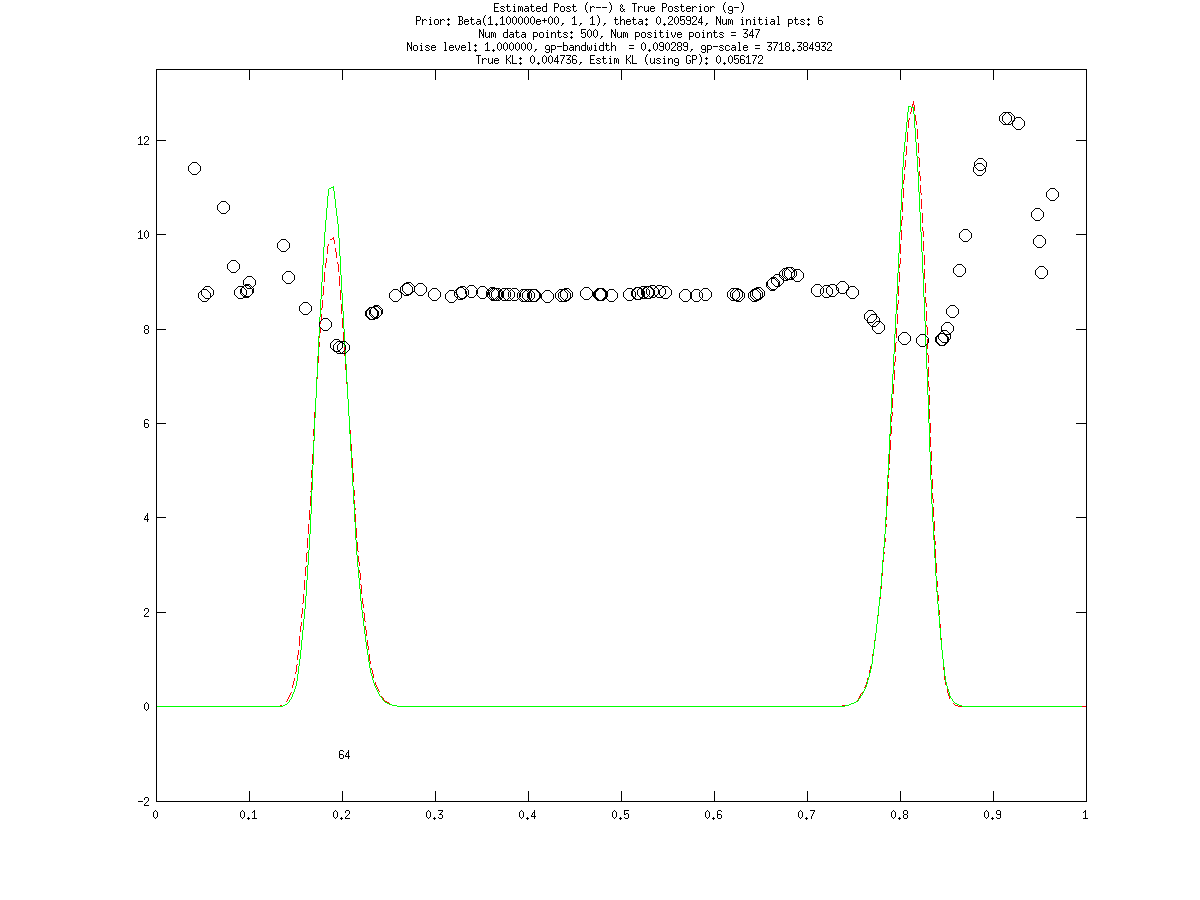 Estimated Post (r--) & True Posterior (g-)
Prior: Beta(1.100000e+00, 1, 1), theta: 0.205924, Num initial pts: 6
Num data points: 500, Num positive points = 347
Noise level: 1.000000, gp-bandwidth  = 0.090289, gp-scale = 3718.384932
True KL: 0.004736, Estim KL (using GP): 0.056172
12
10
8
6
4
2
0
64
-2
0 0.1 0.2 0.3 0.4 0.5 0.6 0.7 0.8 0.9 1